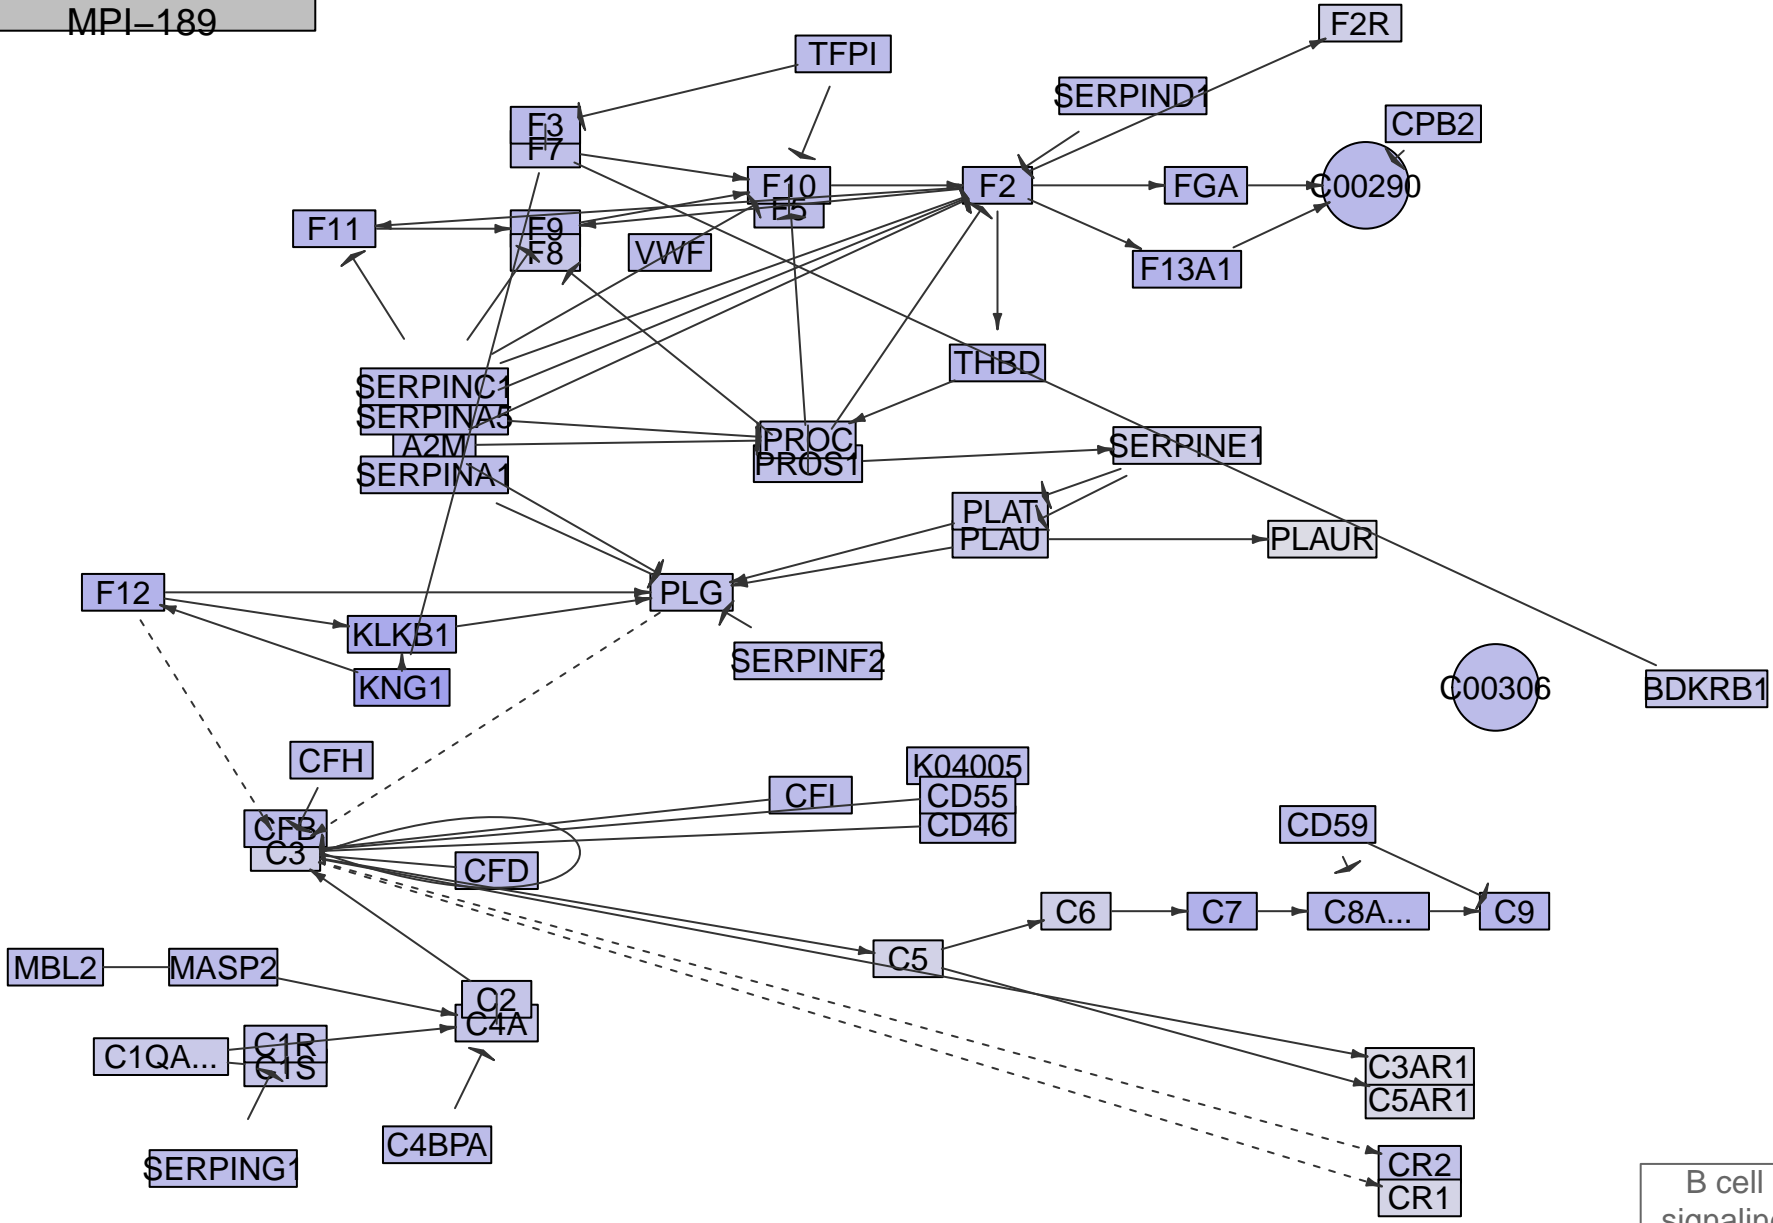 MPI–189
F2R
TFPI
SERPIND1
CPB2
F3
F7
F10
F5
F2
FGA
C00290
F11
F9
F8
VWF
F13A1
THBD
SERPINC1
SERPINA5
A2M
SERPINA1
PROC
PROS1
SERPINE1
PLAT
PLAU
PLAUR
F12
PLG
KLKB1
KNG1
SERPINF2
C00306
BDKRB1
CFH
K04005
CFI
CD55
CD46
CFB
C3
CFD
CD59
C6
C7
C8A...
C9
C5
MBL2
MASP2
C2
C4A
C1QA...
C1R
C1S
C3AR1
C5AR1
C4BPA
SERPING1
CR2
CR1
B cell